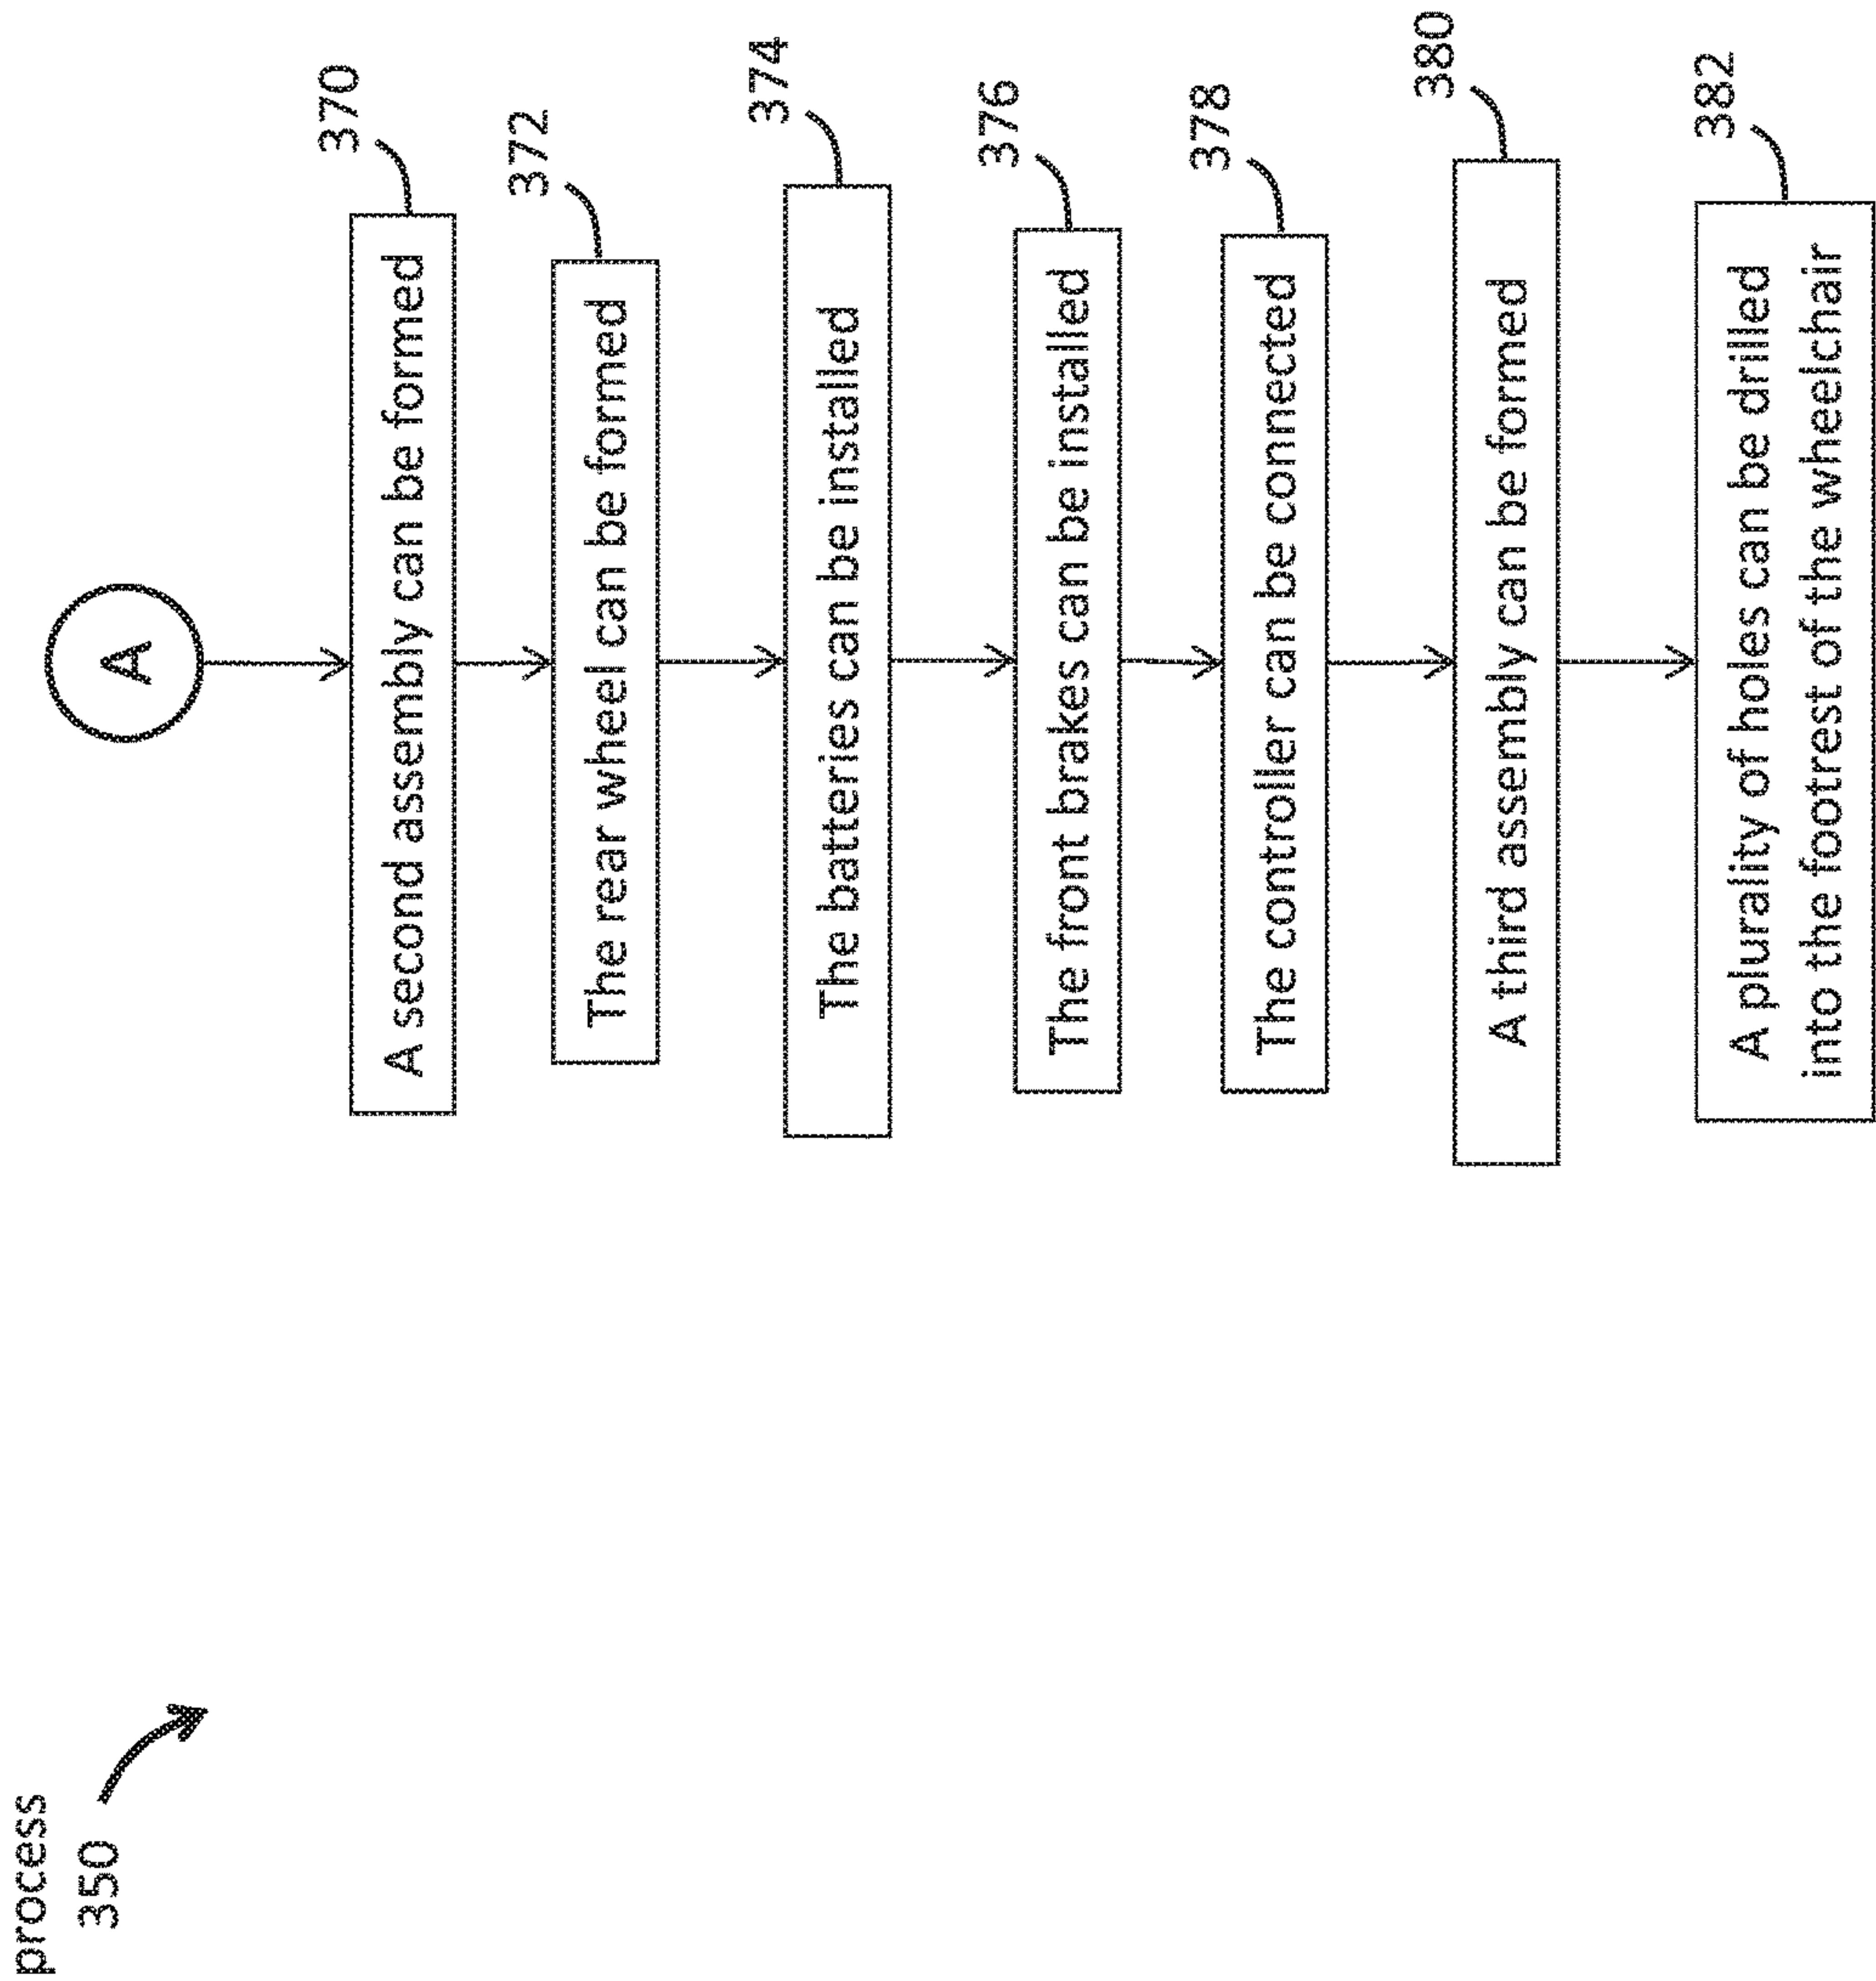 process
350
A
370
A second assembly can be formed
372
The rear wheel can be formed
374
The batteries can be installed
376
The front brakes can be installed
378
The controller can be connected
380
A third assembly can be formed
382
A plurality of holes can be drilled
into the footrest of the wheelchair